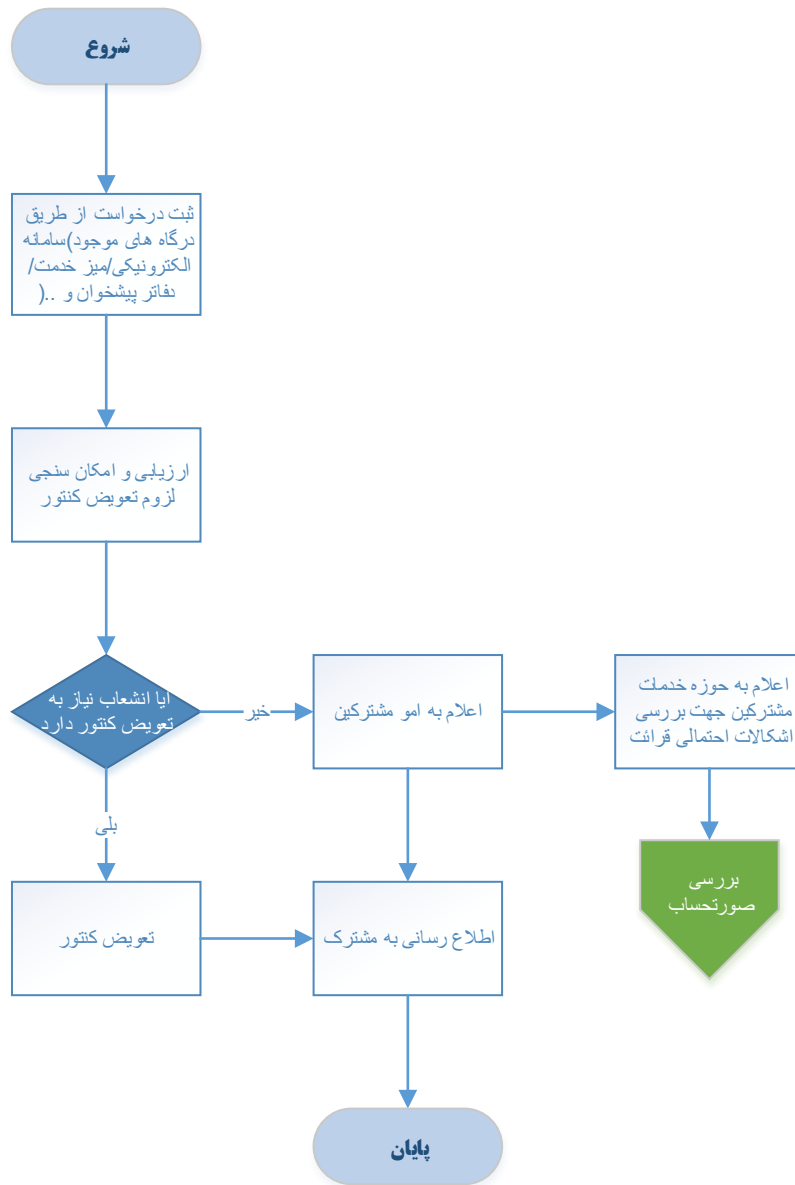 شروع
ثبت درخواست از طریق
درگاه های موجود)سامانه
الکترونیکی/میز خدمت/
دفاتر پیشخوان و ..(
ارزیابی و امکان سنجی
لزوم تعویض کنتور
ایا انشعاب نیاز به
تعویض کنتور دارد
خیر
اعلام به امو مشترکین
اعلام به حوزه خدمات
مشترکین جهت بررسی
اشکالات احتمالی قرائت
بلی
بررسی
صورتحساب
تعویض کنتور
اطلاع رسانی به مشترک
پایان